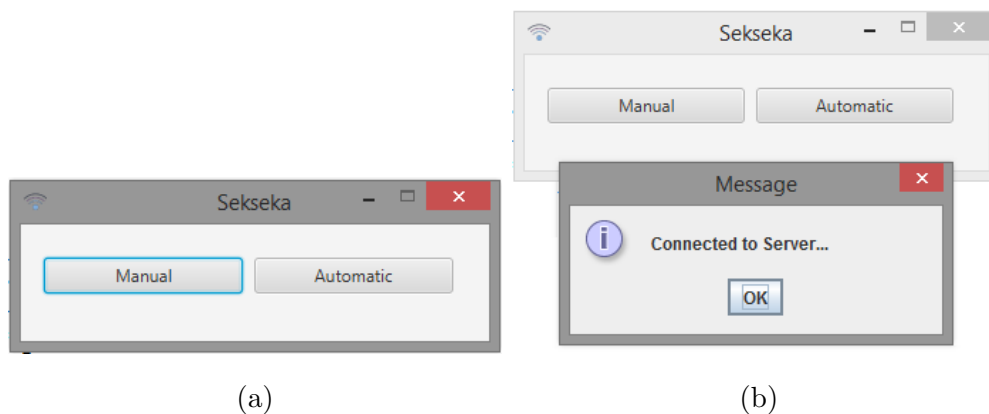 Sekseka
Manual Automatic
(a)
Sekseka
Manual Automatic
Message
Connected to Server...
OK
(b)